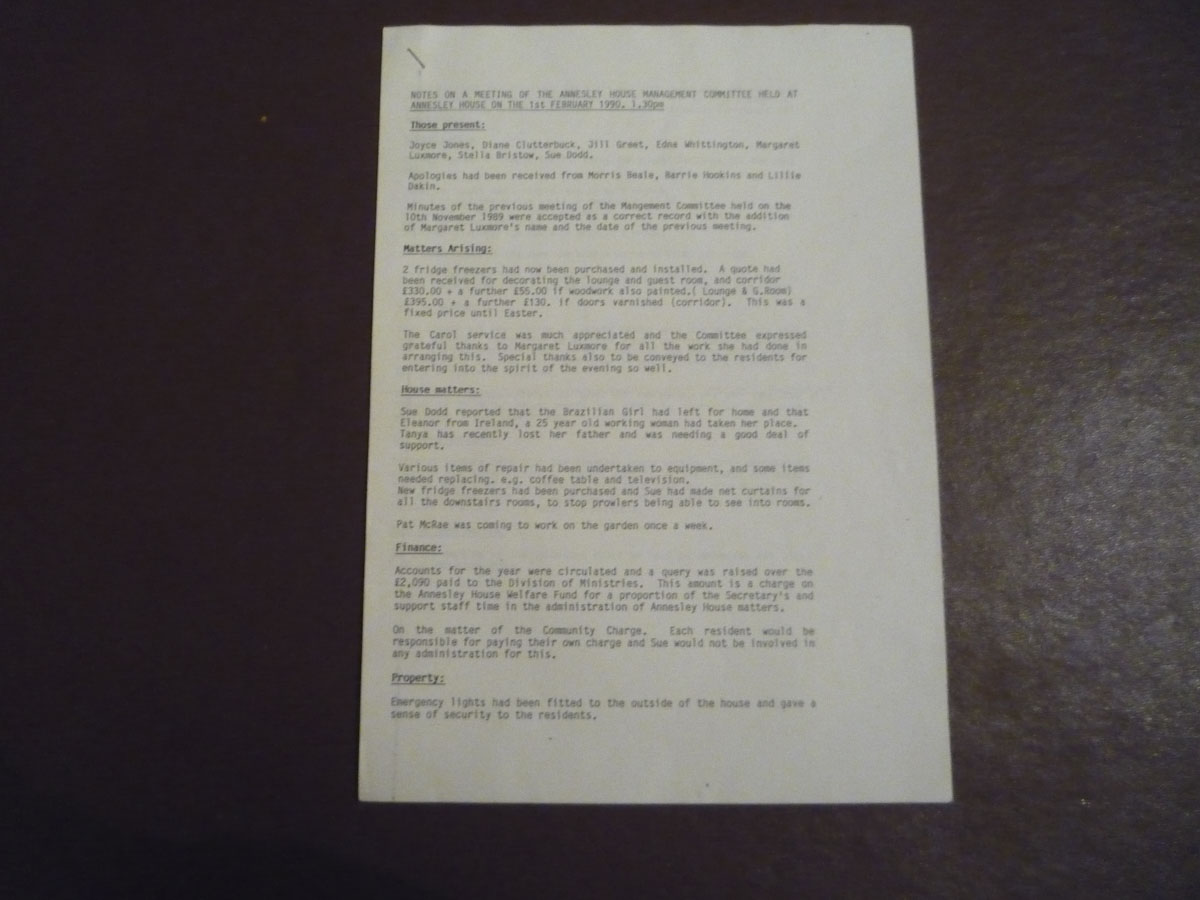 NOTES ON A MEETING OF THE ANNESLEY HOUSE MANAGEMENT COMMITTEE HELD AT
ANNESLEY HOUSE ON THE 1st FEBRUARY 1990. 1.30pm
Those present:
Joyce Jones, Diane Clutterbuck, Jill Greet, Edna Whittington, Margaret
Luxmore, Stella Bristow, Sue Dodd.
Apologies had been received from Morris Beale, Barrie Hookins and Lillie
Dakin.
Minutes of the previous meeting of the Mangement Committee held on the
10th November 1989 were accepted as a correct record with the addition
of Margaret Luxmore's name and the date of the previous meeting.
Matters Arising:
2 fridge freezers had now been purchased and installed. A quote had
been received for decorating the lounge and guest room, and corridor
£330.00 + a further £55.00 if woodwork also painted.( Lounge & G.Room)
£395.00 + a further £130. if doors varnished (corridor). This was a
fixed price until Easter.
The Carol service was much appreciated and the Committee expressed
grateful thanks to Margaret Luxmore for all the work she had done in
arranging this. Special thanks also to be conveyed to the residents for
entering into the spirit of the evening so well.
House matters:
Sue Dodd reported that the Brazilian Girl had left for home and that
Eleanor from Ireland, a 25 year old working woman had taken her place.
Tanya has recently lost her father and was needing a good deal of
support.
Various items of repair had been undertaken to equipment, and some items
needed replacing. e.g. coffee table and television.
New fridge freezers had been purchased and Sue had made net curtains for
all the downstairs rooms, to stop prowlers being able to see into rooms.
Pat McRae was coming to work on the garden once a week.
Finance:
Accounts for the year were circulated and a query was raised over the
£2,090 paid to the Division of Ministries. This amount is a charge on
the Annesley House Welfare Fund for a proportion of the Secretary's and
support staff time in the administration of Annesley House matters.
On the matter of the Community Charge. Each resident would be
responsible for paying their own charge and Sue would not be involved in
any administration for this.
Property:
Emergency lights had been fitted to the outside of the house and gave a
sense of security to the residents.